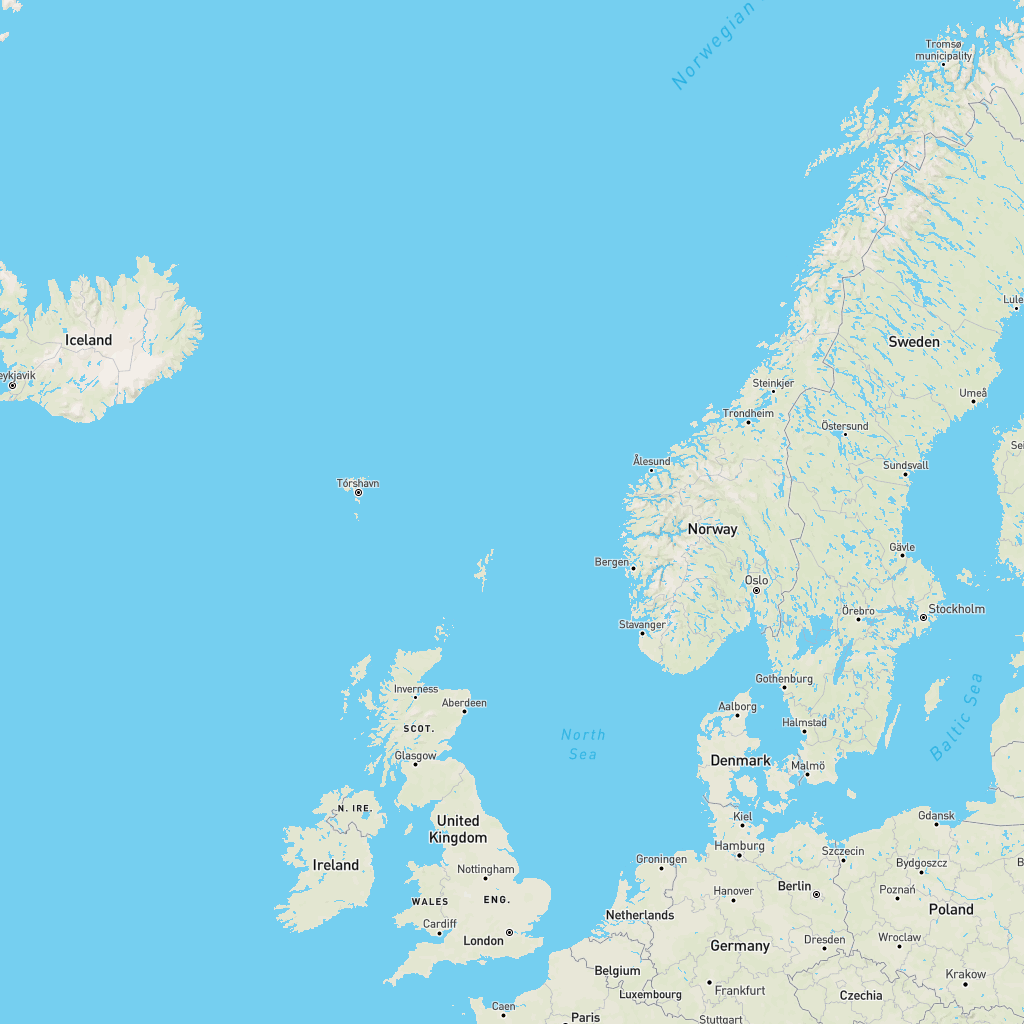 Norwegian
Tromsø
municipality
Lule
Iceland
Sweden
eykjavik
Steinkjer
Umeå
Trondheim
Östersund
Sei
Ålesund
Sundsvall
Tórshavn
Norway
Gävle
Bergen
Oslo
Örebro
Stockholm
Stavanger
Gothenburg
Inverness
Aberdeen
Aalborg
Baltic Sea
SCOT.
Halmstad
North
Sea
Glasgow
Denmark
Malmö
N. IRE.
United
Kingdom
Kiel
Gdansk
Hamburg
Szczecin
Ireland
Groningen
Bydgoszcz
B
Nottingham
Hanover
Berlin
Poznań
WALES
ENG.
Netherlands
Poland
Cardiff
London
Germany
Dresden
Wroclaw
Belgium
Krakow
Luxembourg
Frankfurt
Czechia
Caen
Paris
Stuttgart